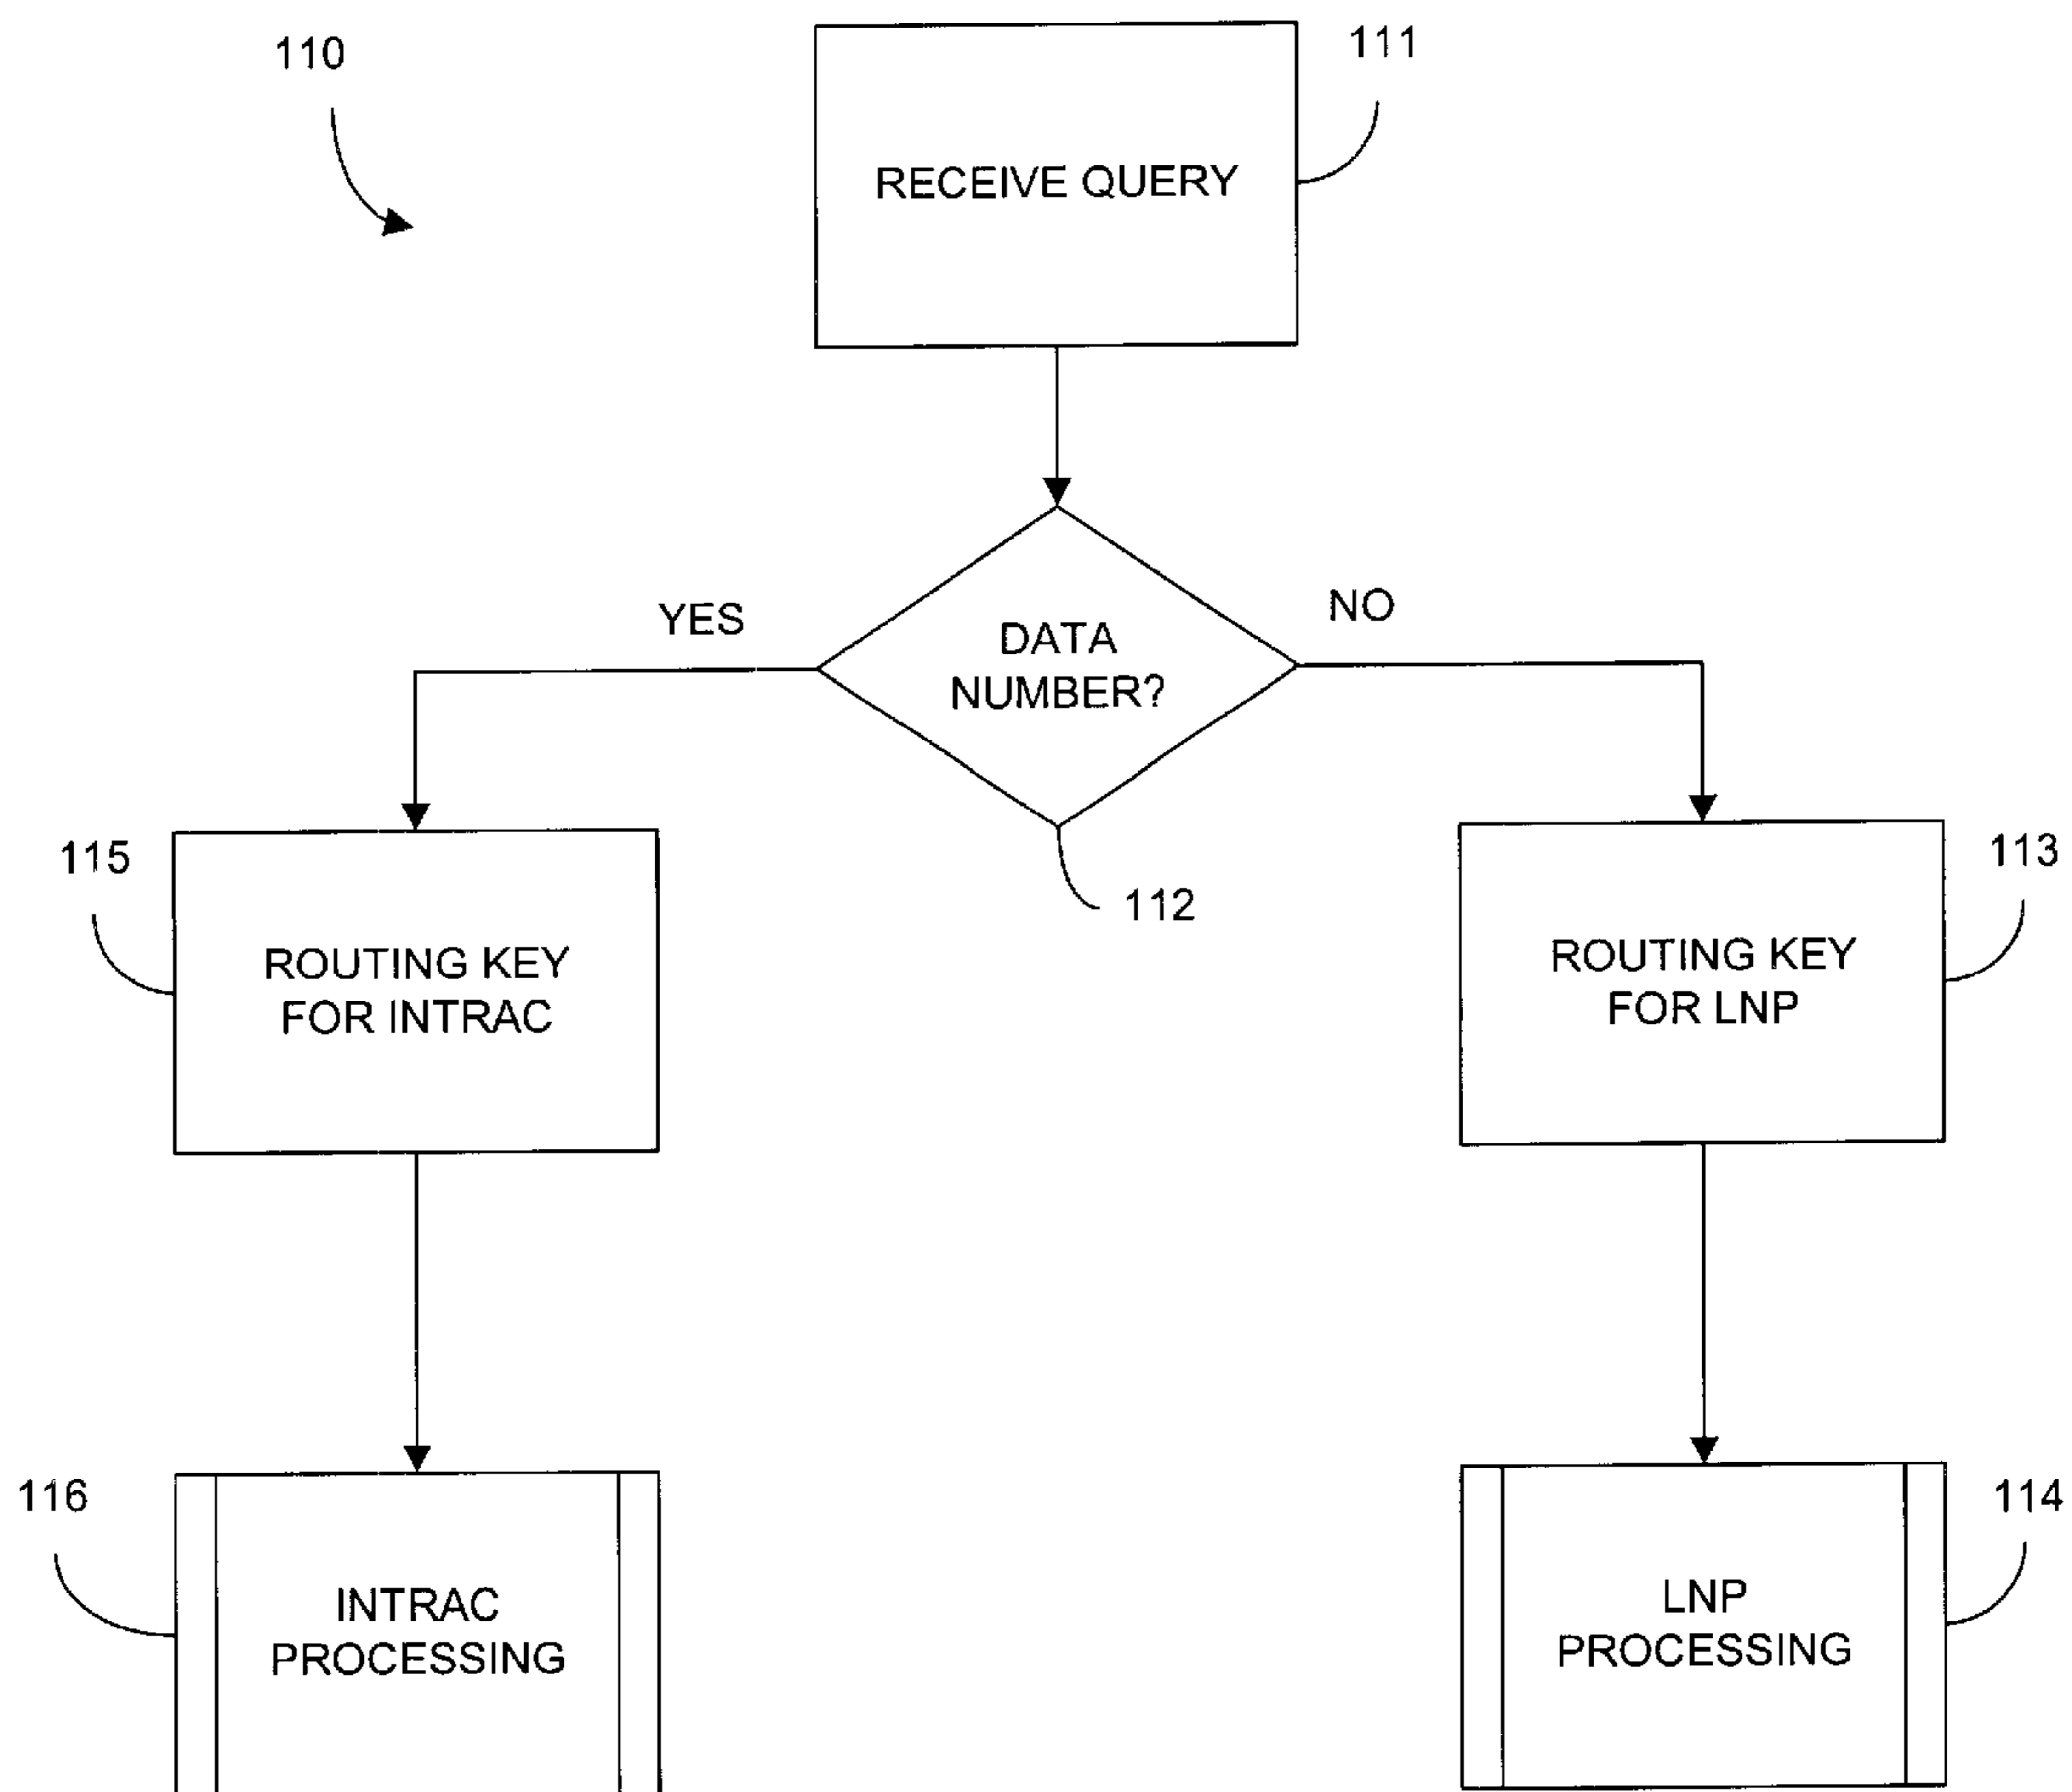 110
111
RECEIVE QUERY
YES
NO
DATA
NUMBER?
115
113
112
ROUTING KEY
FOR INTRAC
ROUTING KEY
FOR LNP
116
114
INTRAC
PROCESSING
LNP
PROCESSING